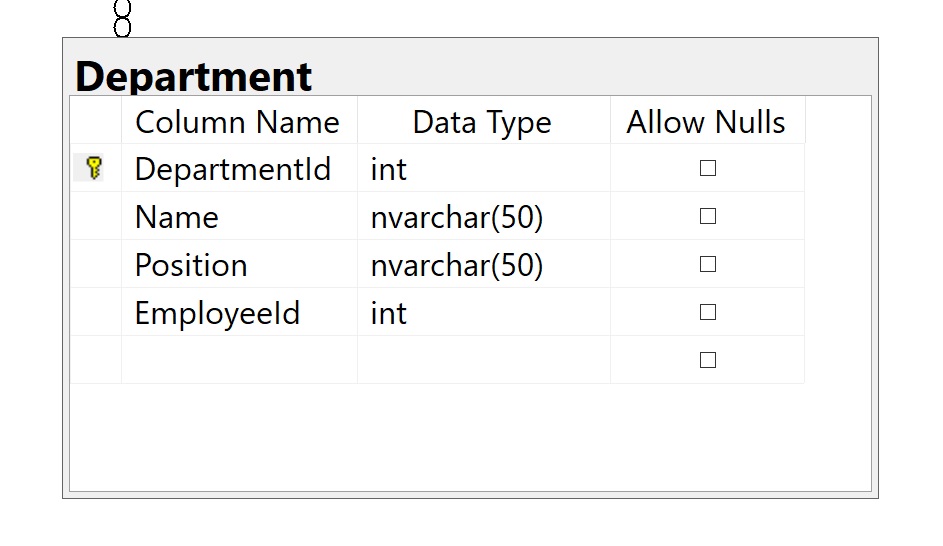 Department
Column Name Data Type Allow Nulls
DepartmentId int
Name nvarchar(50)
Position nvarchar(50)
EmployeeId int